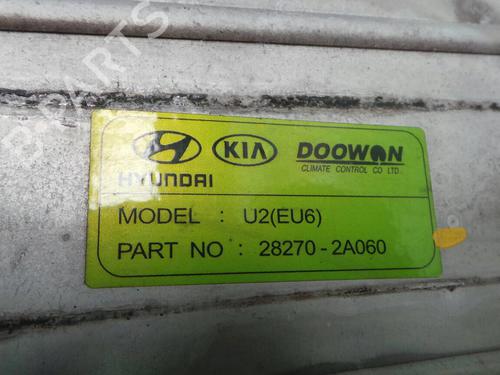 HYUNDAI KIA DOOWON
CLIMATE CONTROL CO LTD.
MODEL : U2(EU6)
PART NO : 28270-2A060